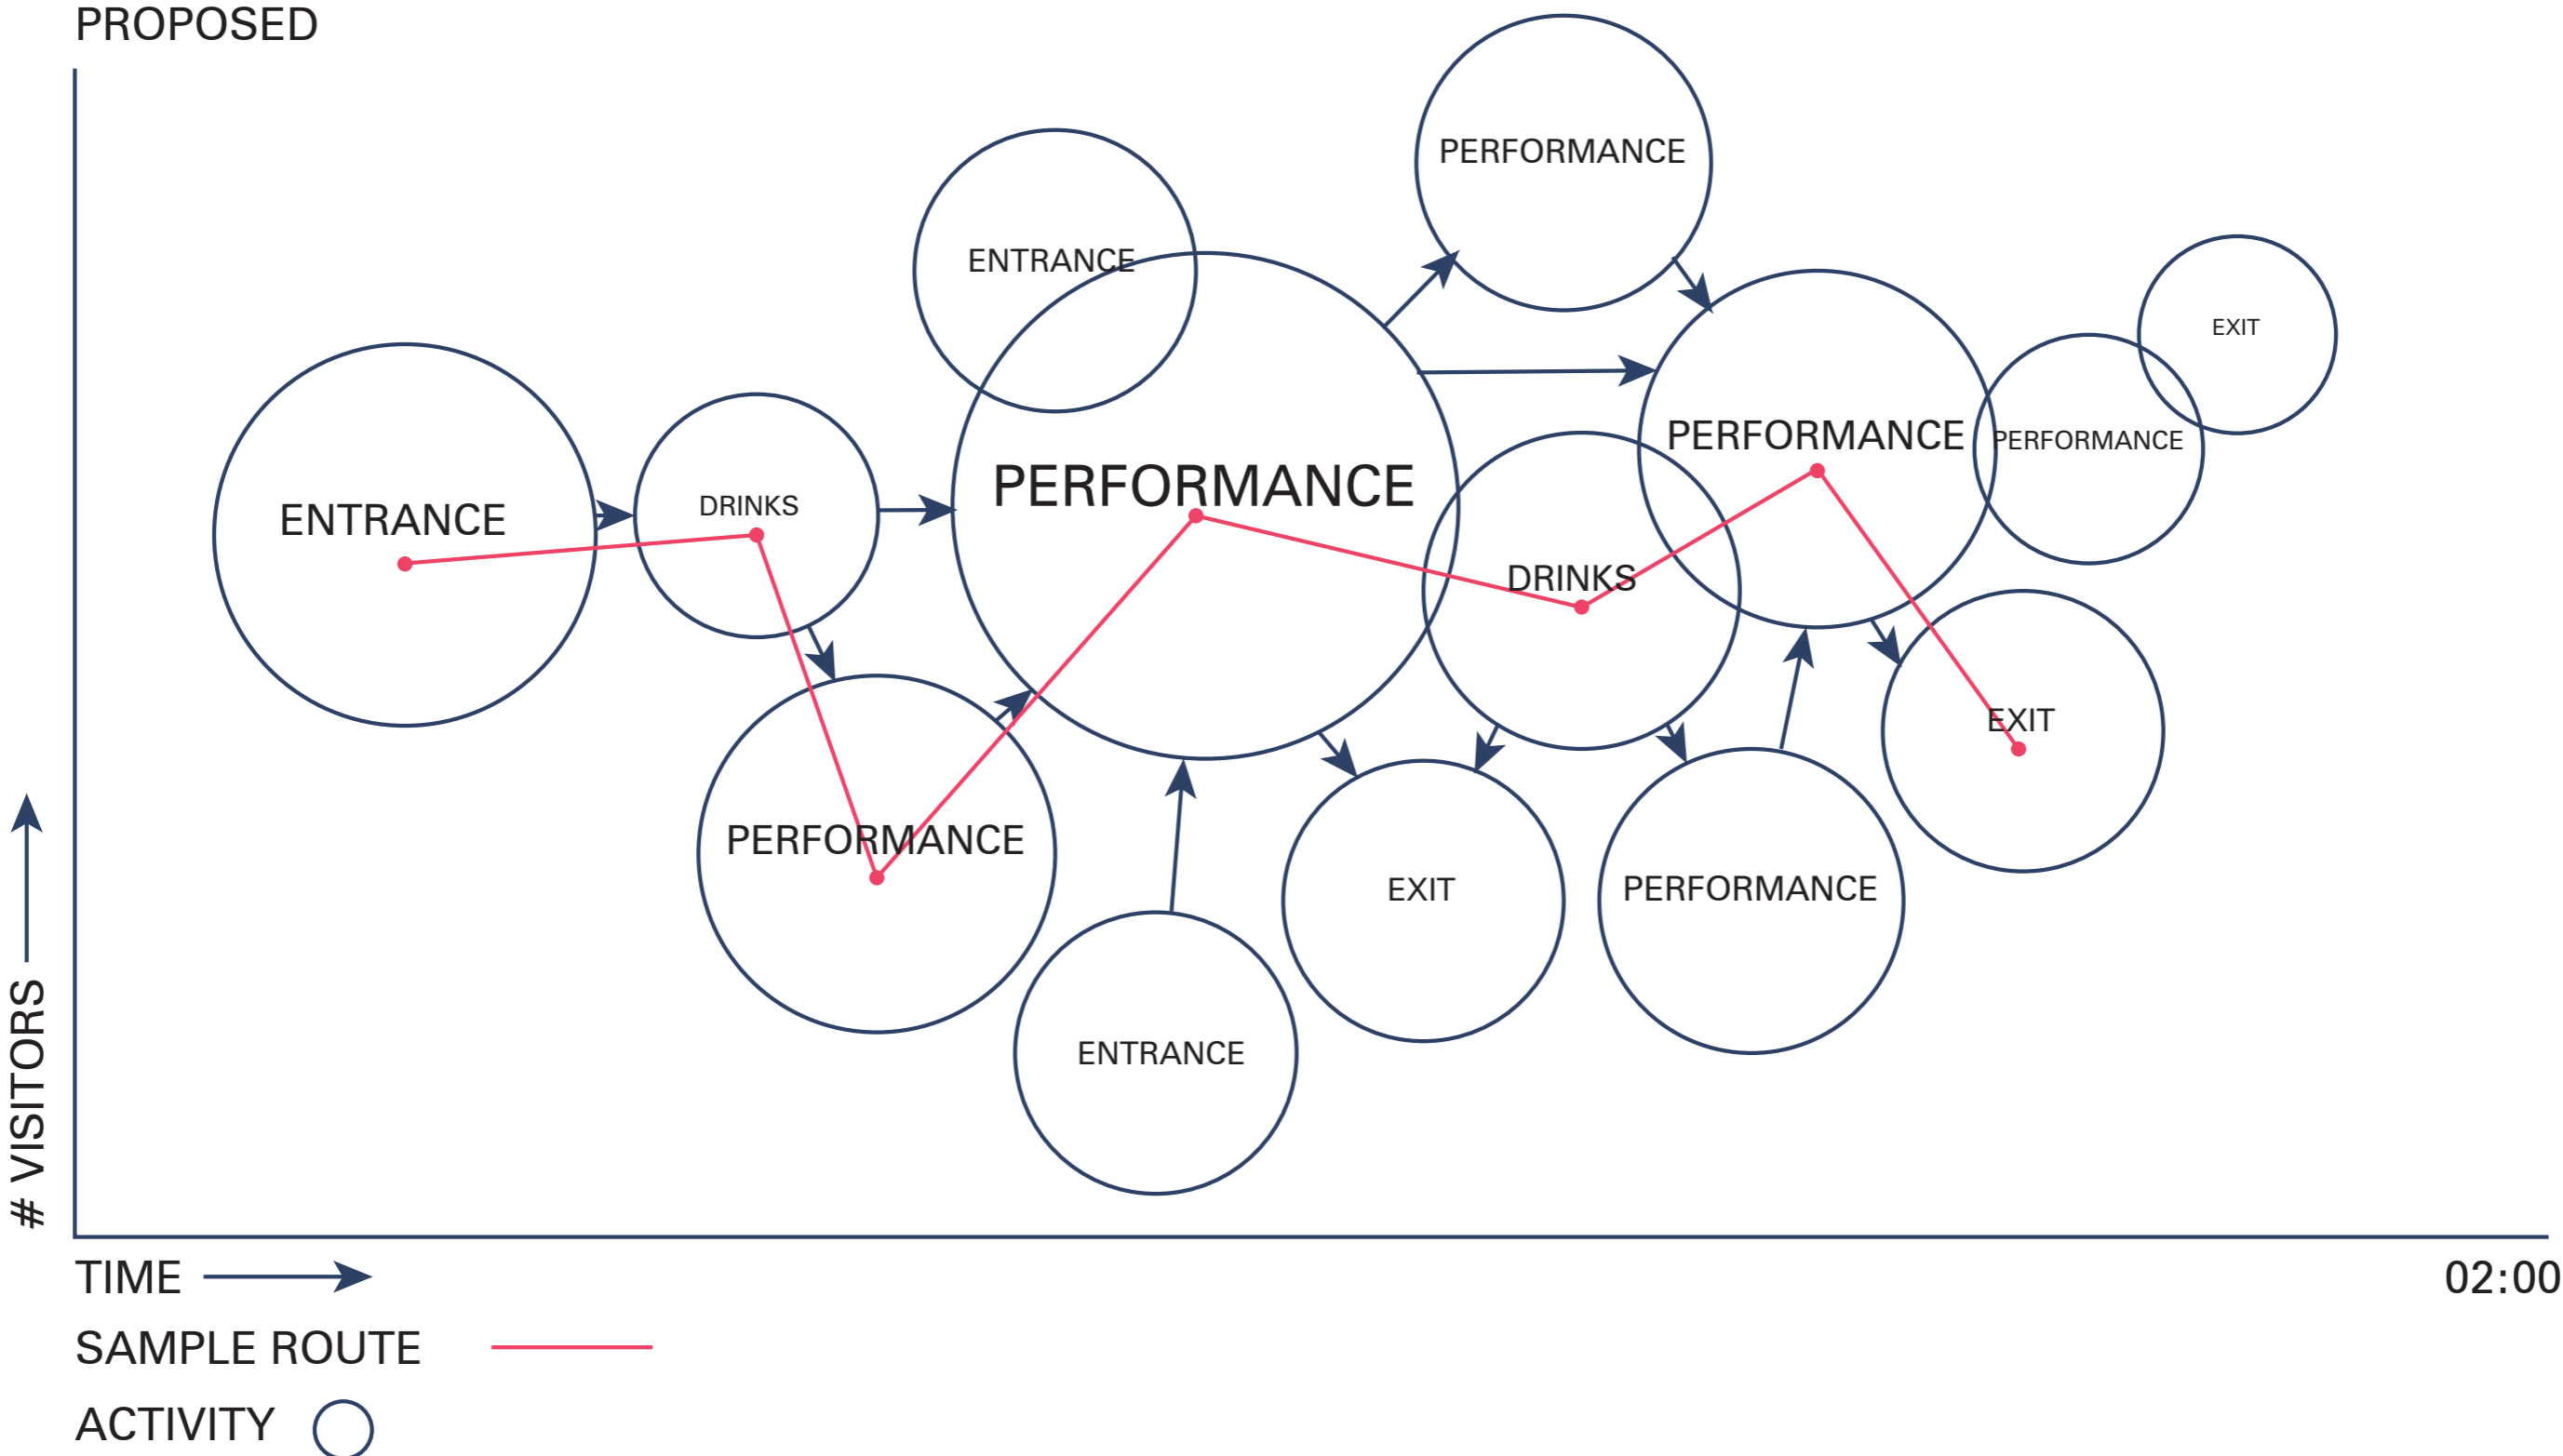 PROPOSED
PERFORMANCE
ENTRANCE
EXIT
PERFORMANCE
PERFORMANCE
PERFORMANCE
ENTRANCE
DRINKS
DRINKS
EXIT
PERFORMANCE
EXIT
PERFORMANCE
ENTRANCE
# VISITORS
TIME
02:00
SAMPLE ROUTE
ACTIVITY